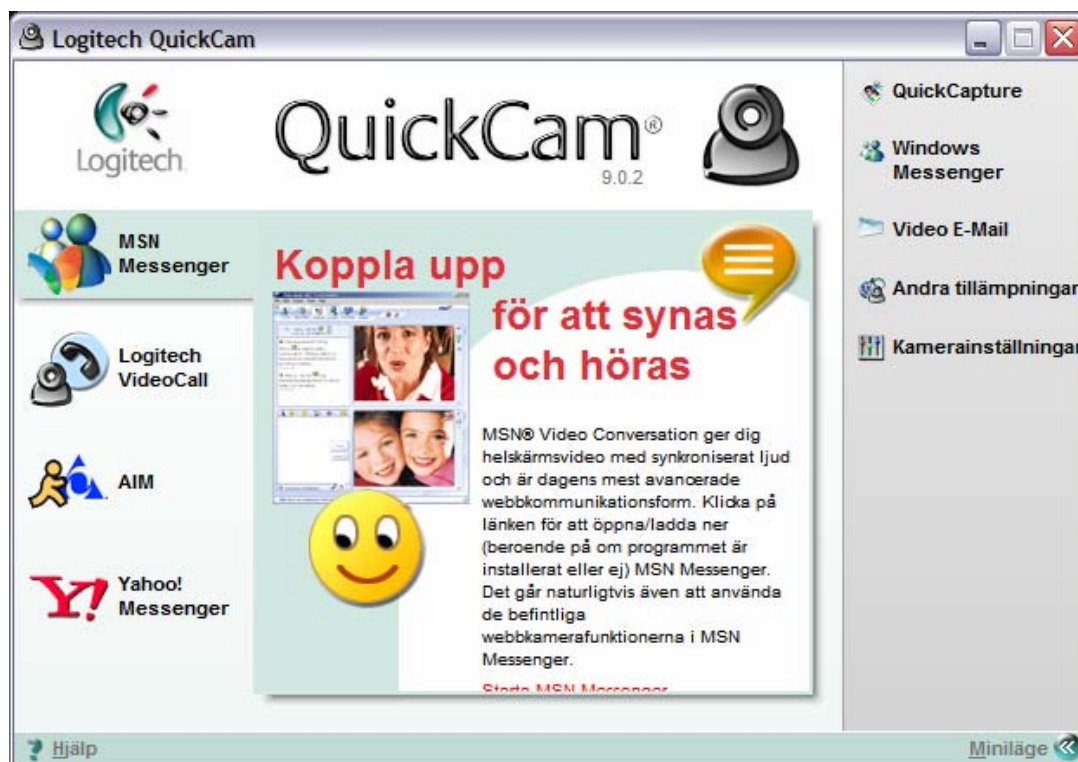 Logitech QuickCam
Logitech
QuickCam®
9.0.2
MSN
Messenger
Logitech
VideoCall
AIM
Yahoo!
Messenger
Koppla upp
för att synas
och höras
MSN® Video Conversation ger dig
helskärmsvideo med synkroniserat ljud
och är dagens mest avancerade
webbkommunikationsform. Klicka på
länken för att öppna/ladda ner
(beroende på om programmet är
installerat eller ej) MSN Messenger.
Det går naturligtvis även att använda
de befintliga
webbkamerafunktionerna i MSN
Messenger.
Starta MSN Messenger
QuickCapture
Windows
Messenger
Video E-Mail
Andra tillämpningar
Kamerainställningar
Hjälp
Miniläge